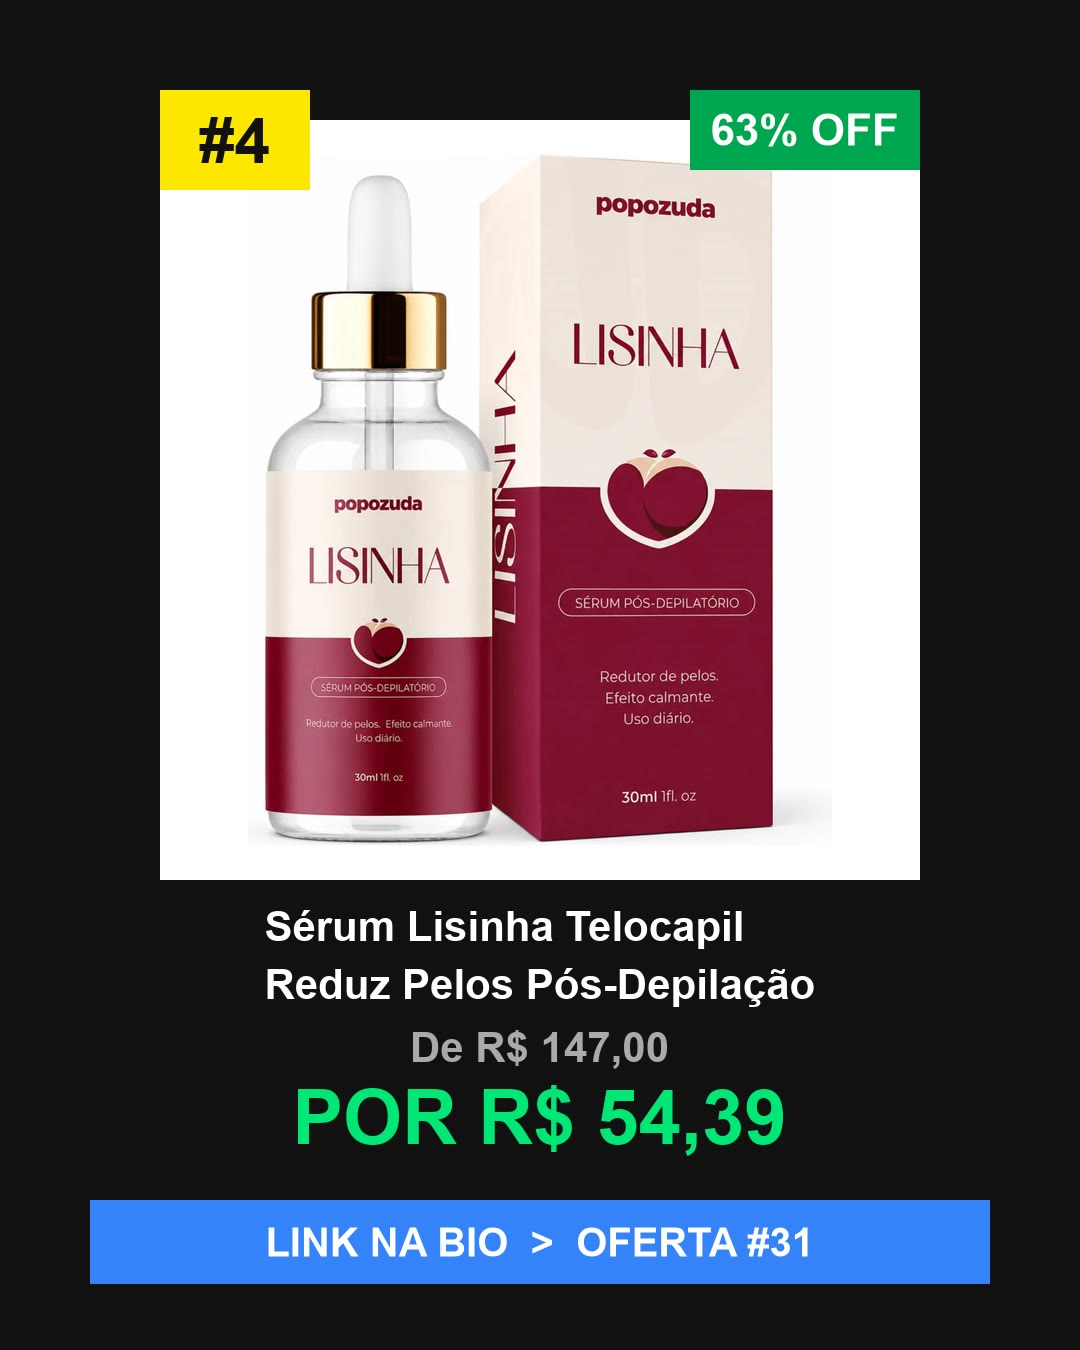 #4
63% OFF
popozuda
LISINHA
LISINHA
SÉRUM PÓS-DEPILATÓRIO
Redutor de pelos.
Efeito calmante.
Uso diário.
30ml 1fl. oz
popozuda
LISINHA
SÉRUM PÓS-DEPILATÓRIO
Redutor de pelos. Efeito calmante.
Uso diário.
30ml 1fl. oz
Sérum Lisinha Telocapil
Reduz Pelos Pós-Depilação
De R$ 147,00
POR R$ 54,39
LINK NA BIO > OFERTA #31